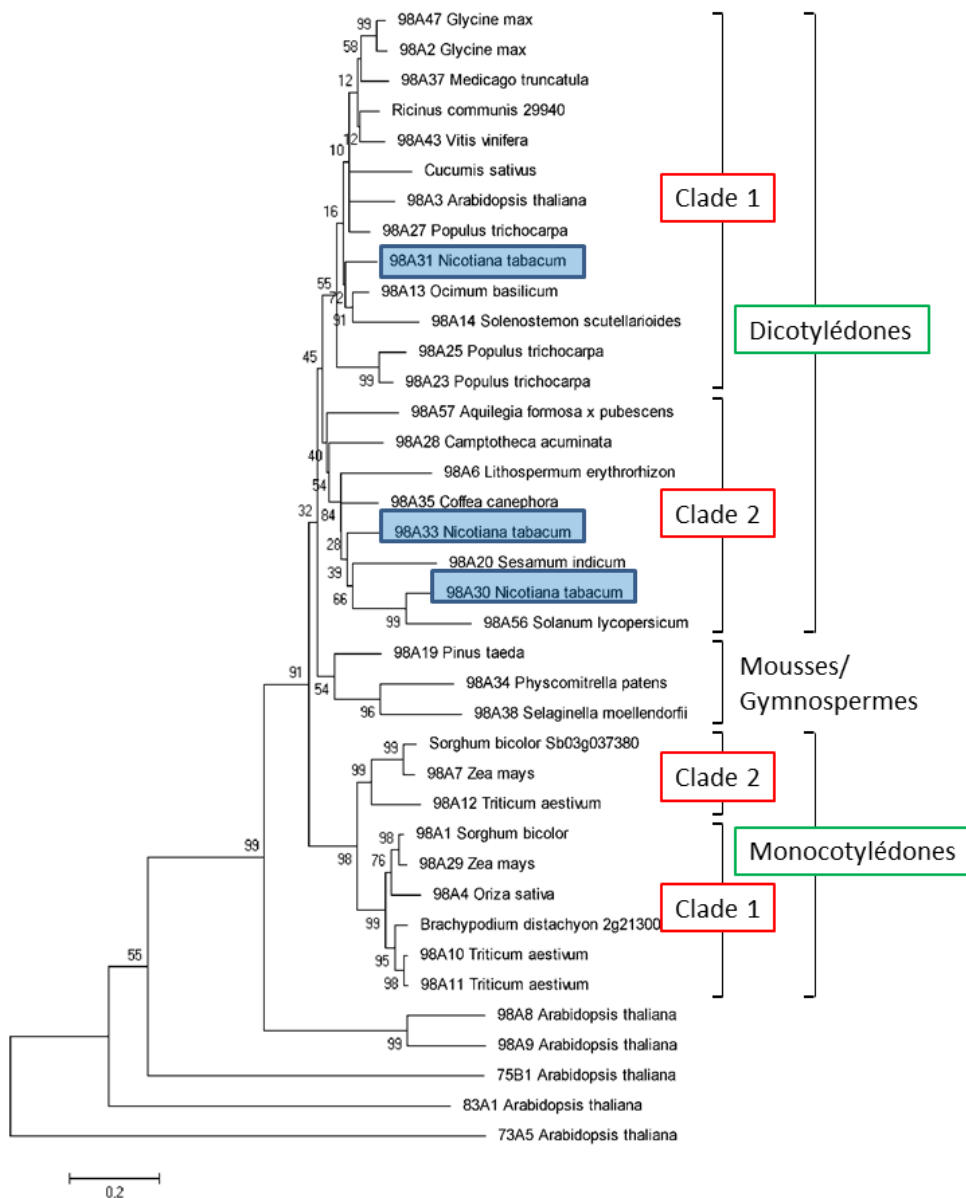 99
98A47 Glycine max
58
98A2 Glycine max
12
98A37 Medicago truncatula
Ricinus communis 29940
12
98A43 Vitis vinifera
10
Cucumis sativus
Clade 1
98A3 Arabidopsis thaliana
16
98A27 Populus trichocarpa
98A31 Nicotiana tabacum
55
72
98A13 Ocimum basilicum
91
98A14 Solenostemon scutellarioides
Dicotylédones
98A25 Populus trichocarpa
45
99
98A23 Populus trichocarpa
98A57 Aquilegia formosa x pubescens
98A28 Camptotheca acuminata
40
98A6 Lithospermum erythrorhizon
54
98A35 Coffea canephora
32
84
Clade 2
98A33 Nicotiana tabacum
28
98A20 Sesamum indicum
39
98A30 Nicotiana tabacum
66
99
98A56 Solanum lycopersicum
98A19 Pinus taeda
Mousses/
Gymnospermes
91
54
98A34 Physcomitrella patens
96
98A38 Selaginella moellendorfii
99
Sorghum bicolor Sb03g037380
99
98A7 Zea mays
Clade 2
98A12 Triticum aestivum
98
98A1 Sorghum bicolor
99
98
76
98A29 Zea mays
Monocotylédones
98A4 Oriza sativa
Clade 1
99
Brachypodium distachyon 2g21300
55
95
98A10 Triticum aestivum
98
98A11 Triticum aestivum
98A8 Arabidopsis thaliana
99
98A9 Arabidopsis thaliana
75B1 Arabidopsis thaliana
83A1 Arabidopsis thaliana
73A5 Arabidopsis thaliana
0.2